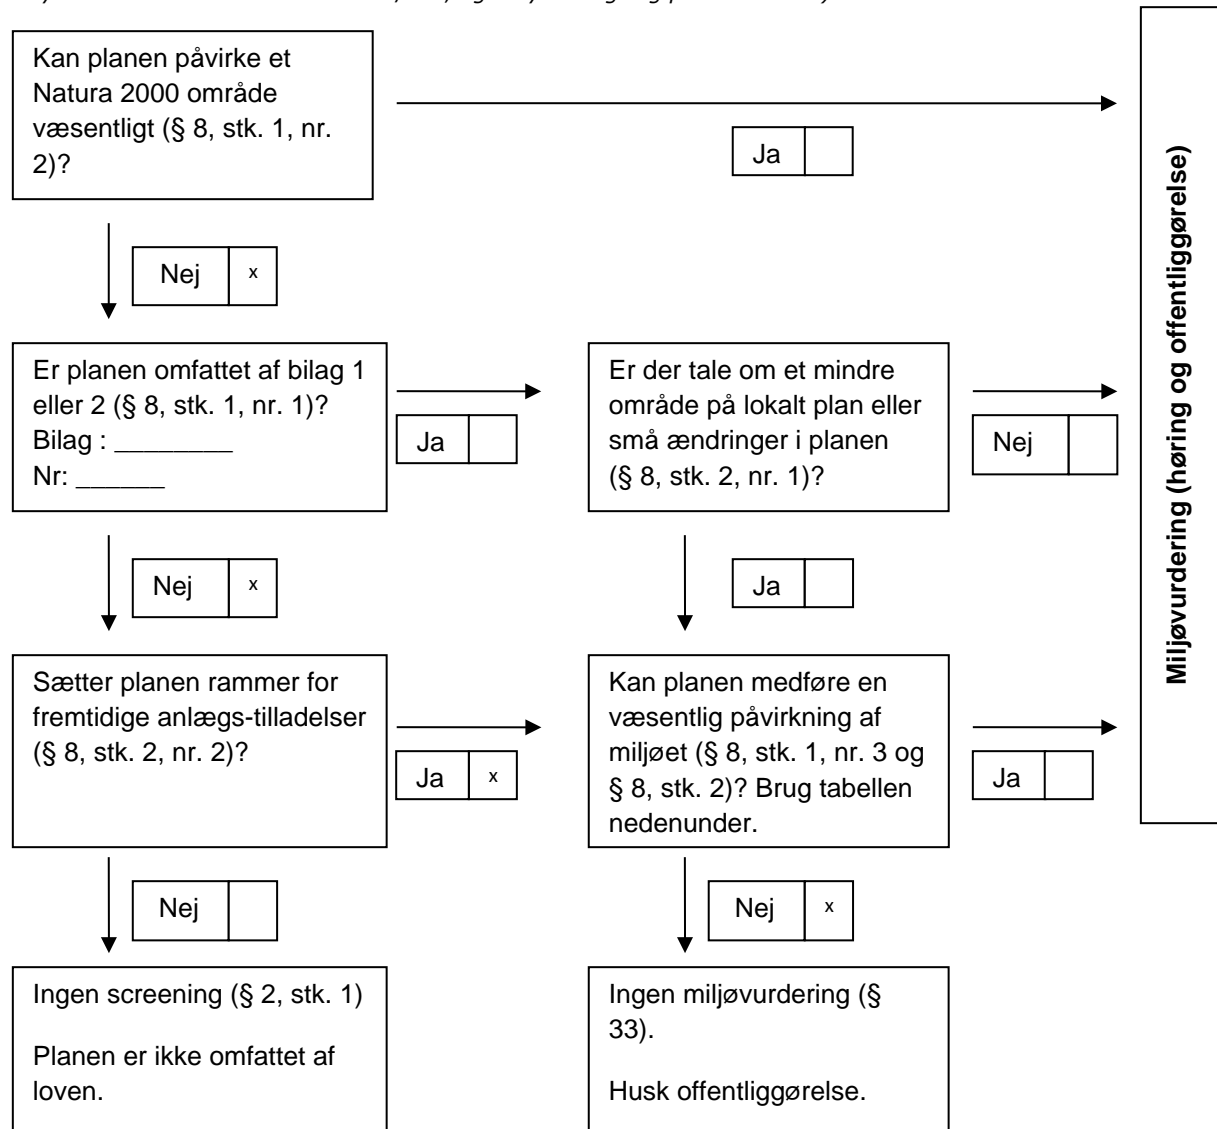 Kan planen påvirke et
Natura 2000 område
væsentligt (§ 8, stk. 1, nr.
2)?
Ja
Nej x
Er planen omfattet af bilag 1
eller 2 (§ 8, stk. 1, nr. 1)?
Bilag : ________
Nr: ______
Ja
Er der tale om et mindre
område på lokalt plan eller
små ændringer i planen
(§ 8, stk. 2, nr. 1)?
Nej
Nej x
Ja
Sætter planen rammer for
fremtidige anlægs-tilladelser
(§ 8, stk. 2, nr. 2)?
Ja x
Kan planen medføre en
væsentlig påvirkning af
miljøet (§ 8, stk. 1, nr. 3 og
§ 8, stk. 2)? Brug tabellen
nedenunder.
Ja
Nej
Nej x
Ingen screening (§ 2, stk. 1)
Planen er ikke omfattet af
loven.
Ingen miljøvurdering (§
33).
Husk offentliggørelse.
Miljøvurdering (høring og offentliggørelse)